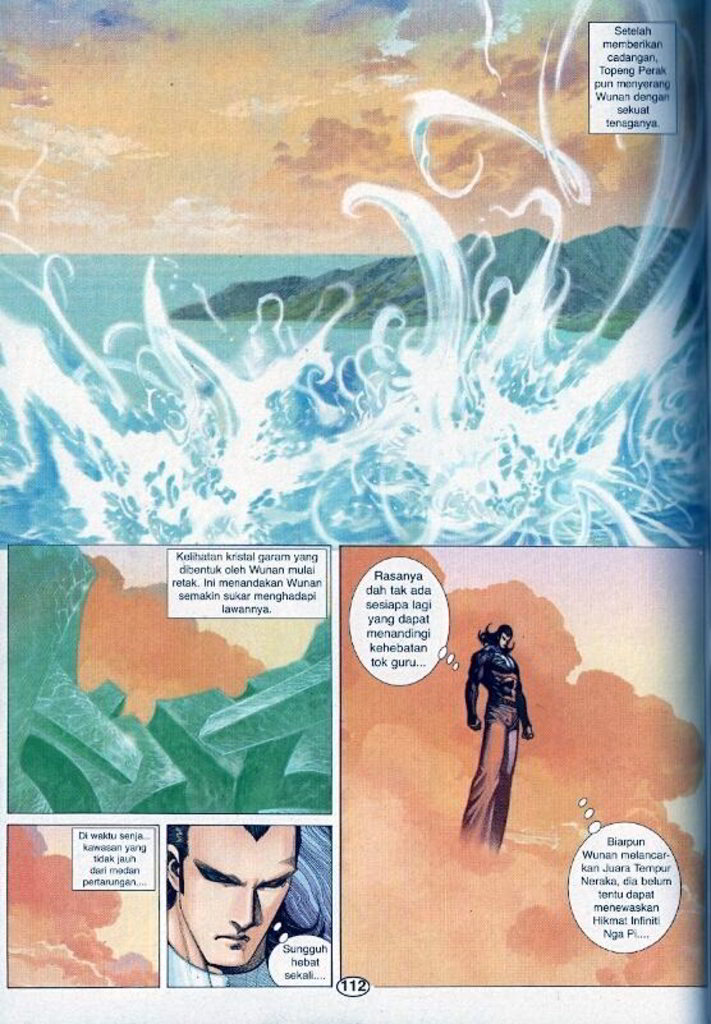 Setelah
memberikan
cadangan,
Topeng Perak
pun menyerang
Wunan dengan
sekuat
tenaganya.
Kelihatan kristal garam yang
dibentuk oleh Wunan mulai
retak. Ini menandakan Wunan
semakin sukar menghadapi
lawannya.
Rasanya
dah tak ada
sesiapa lagi
yang dapat
menandingi
kehebatan
tok guru...
Di waktu senja...
kawasan yang
tidak jauh
dari medan
pertarungan....
Sungguh
hebat
sekali....
Biarpun
Wunan melancar-
kan Juara Tempur
Neraka, dia belum
tentu dapat
menewaskan
Hikmat Infiniti
Nga Pi....
112